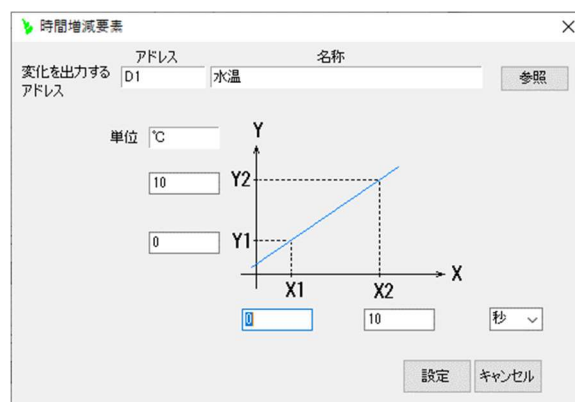 時間増減要素
アドレス 名称
変化を出力する
アドレス
D1 水温 参照
単位 ℃
Y
10 Y2
0 Y1
X
X1 X2
0 10 秒
設定 キャンセル